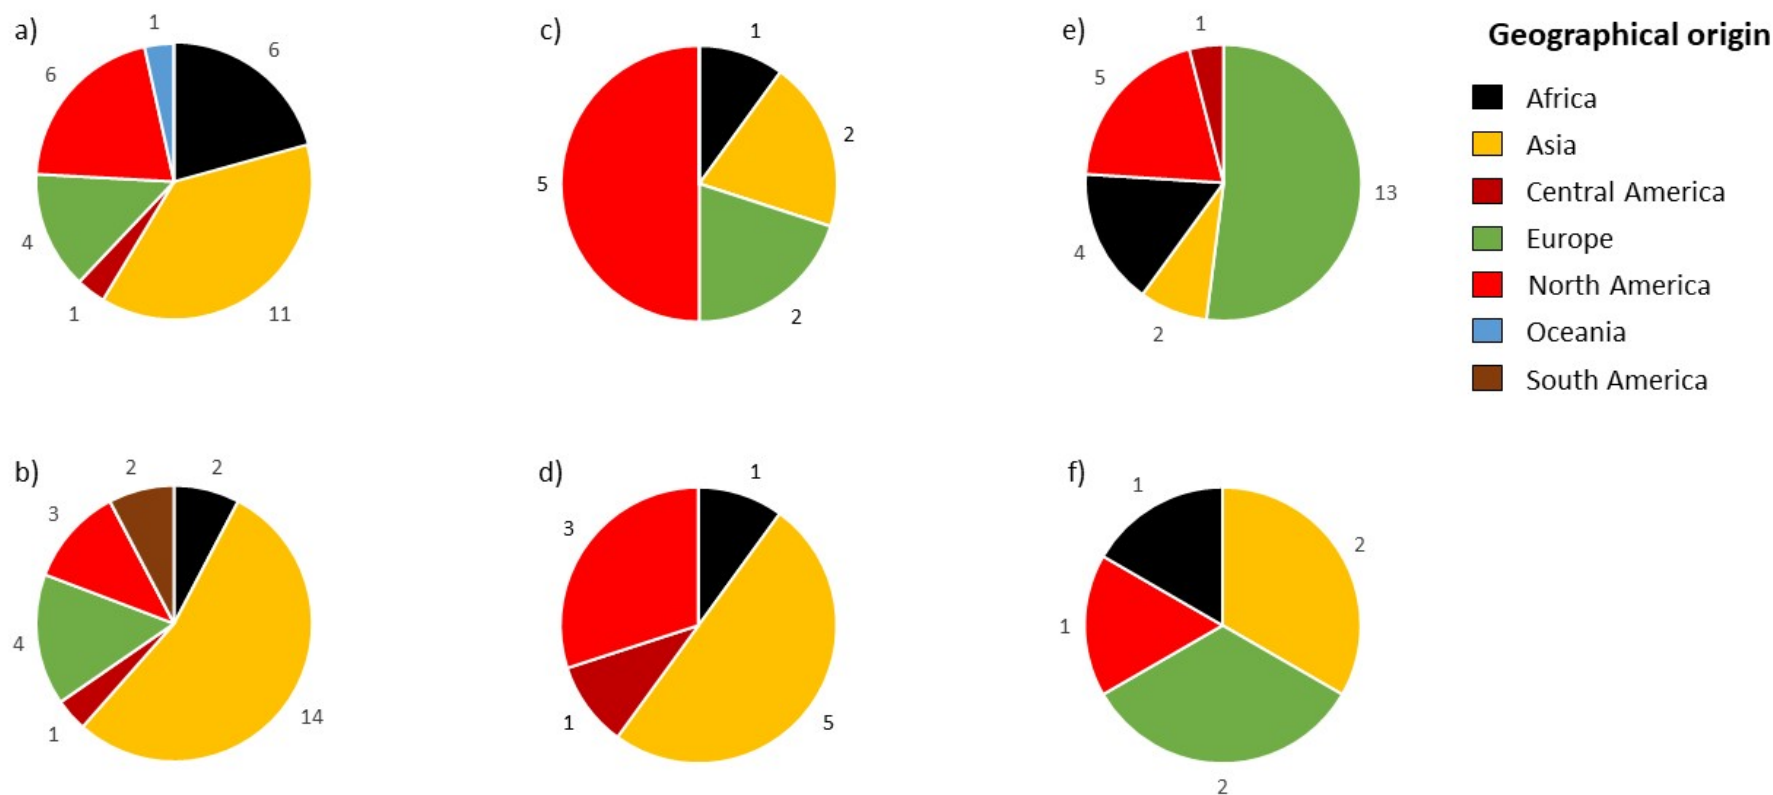 a)
1
6
6
4
1
11
c)
1
2
5
2
e)
1
5
13
4
2
Geographical origin
Africa
Asia
Central America
Europe
North America
Oceania
South America
b)
2
2
3
4
1
14
d)
1
3
1
5
f)
1
2
1
2